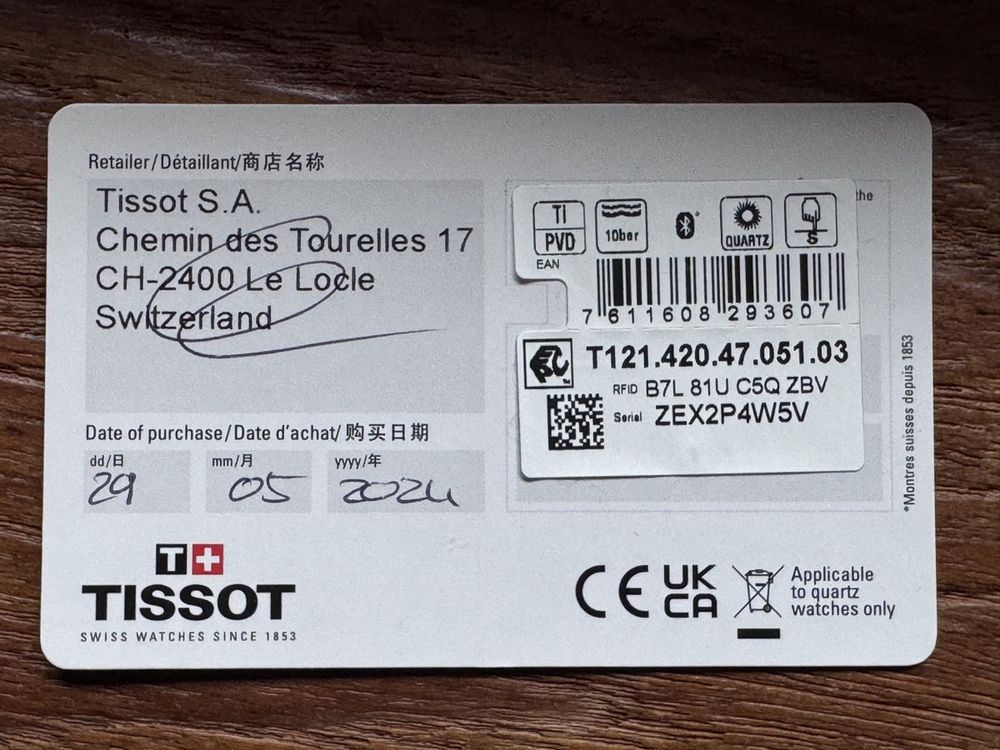 Retailer/Détaillant/商店名称
Tissot S.A.
Chemin des Tourelles 17
CH-2400 Le Locle
Switzerland
Date of purchase/Date d'achat/购买日期
dd/日 mm/月 yyyy/年
29 05 2024
T+
TISSOT
SWISS WATCHES SINCE 1853
the
TI
PVD
10bar
QUARTZ
S
EAN
7 611608 293607
T121.420.47.051.03
RFID B7L 81U C5Q ZBV
Serial ZEX2P4W5V
*Montres suisses depuis 1853
CE
UK
CA
Applicable
to quartz
watches only